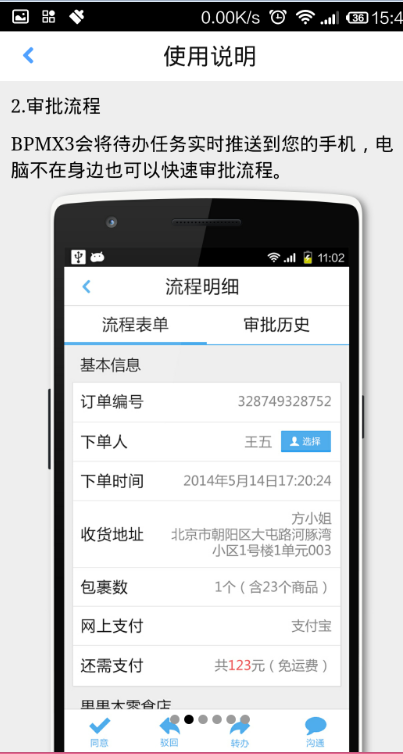 0.00K/s 36 15:4
使用说明
2.审批流程
BPMX3会将待办任务实时推送到您的手机，电
脑不在身边也可以快速审批流程。
11:02
流程明细
流程表单 审批历史
基本信息
订单编号 328749328752
下单人 王五 选择
下单时间 2014年5月14日17:20:24
收货地址 方小姐
北京市朝阳区大屯路河豚湾
小区1号楼1单元003
包裹数 1个（含23个商品）
网上支付 支付宝
还需支付 共123元（免运费）
果果木零食店
同意 驳回 转办 沟通